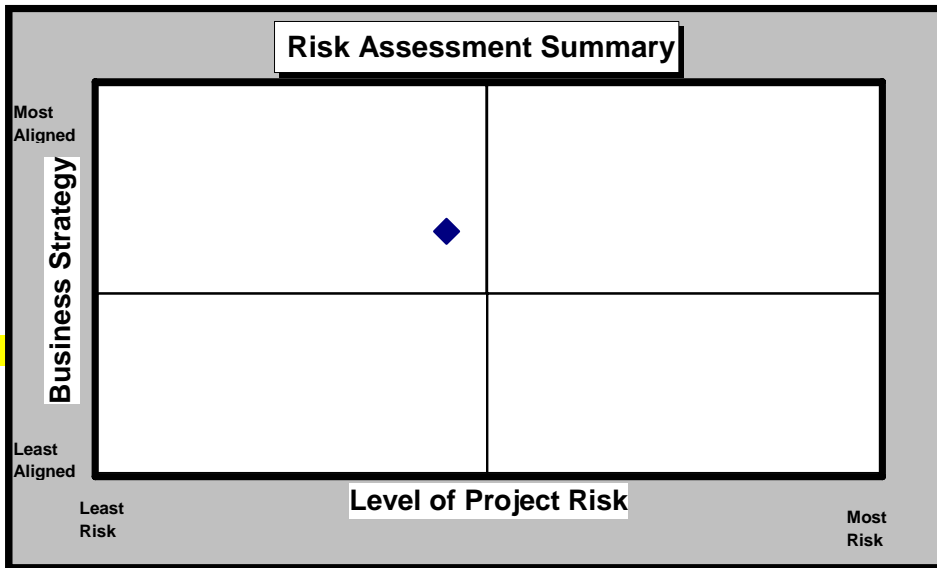 Risk Assessment Summary
Most
Aligned
Business Strategy
Least
Aligned
Least
Risk
Level of Project Risk
Most
Risk